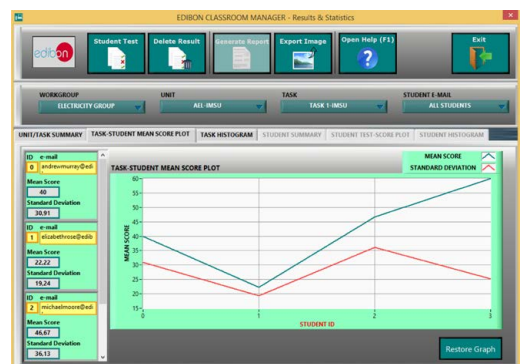 EDIBON CLASSROOM MANAGER - Results & Statistics
edibon
Student Test
Delete Result
Generate Report
Export Image
Open Help (F1)
Exit
WORKGROUP
UNIT
TASK
STUDENT E-MAIL
ELECTRICITY GROUP
AEL-IMSU
TASK 1-IMSU
ALL STUDENTS
UNIT/TASK SUMMARY
TASK-STUDENT MEAN SCORE PLOT
TASK HISTOGRAM
STUDENT SUMMARY
STUDENT TEST-SCORE PLOT
STUDENT HISTOGRAM
ID e-mail
0 andrewmurray@edi
Mean Score
40
Standard Deviation
30,91
ID e-mail
1 elizabethrose@edib
Mean Score
22,22
Standard Deviation
19,24
ID e-mail
2 michaelmoore@edi
Mean Score
46,67
Standard Deviation
36,13
TASK-STUDENT MEAN SCORE PLOT
MEAN SCORE
STANDARD DEVIATION
MEAN SCORE
60
55
50
45
40
35
30
25
20
15
0
1
2
3
STUDENT ID
Restore Graph